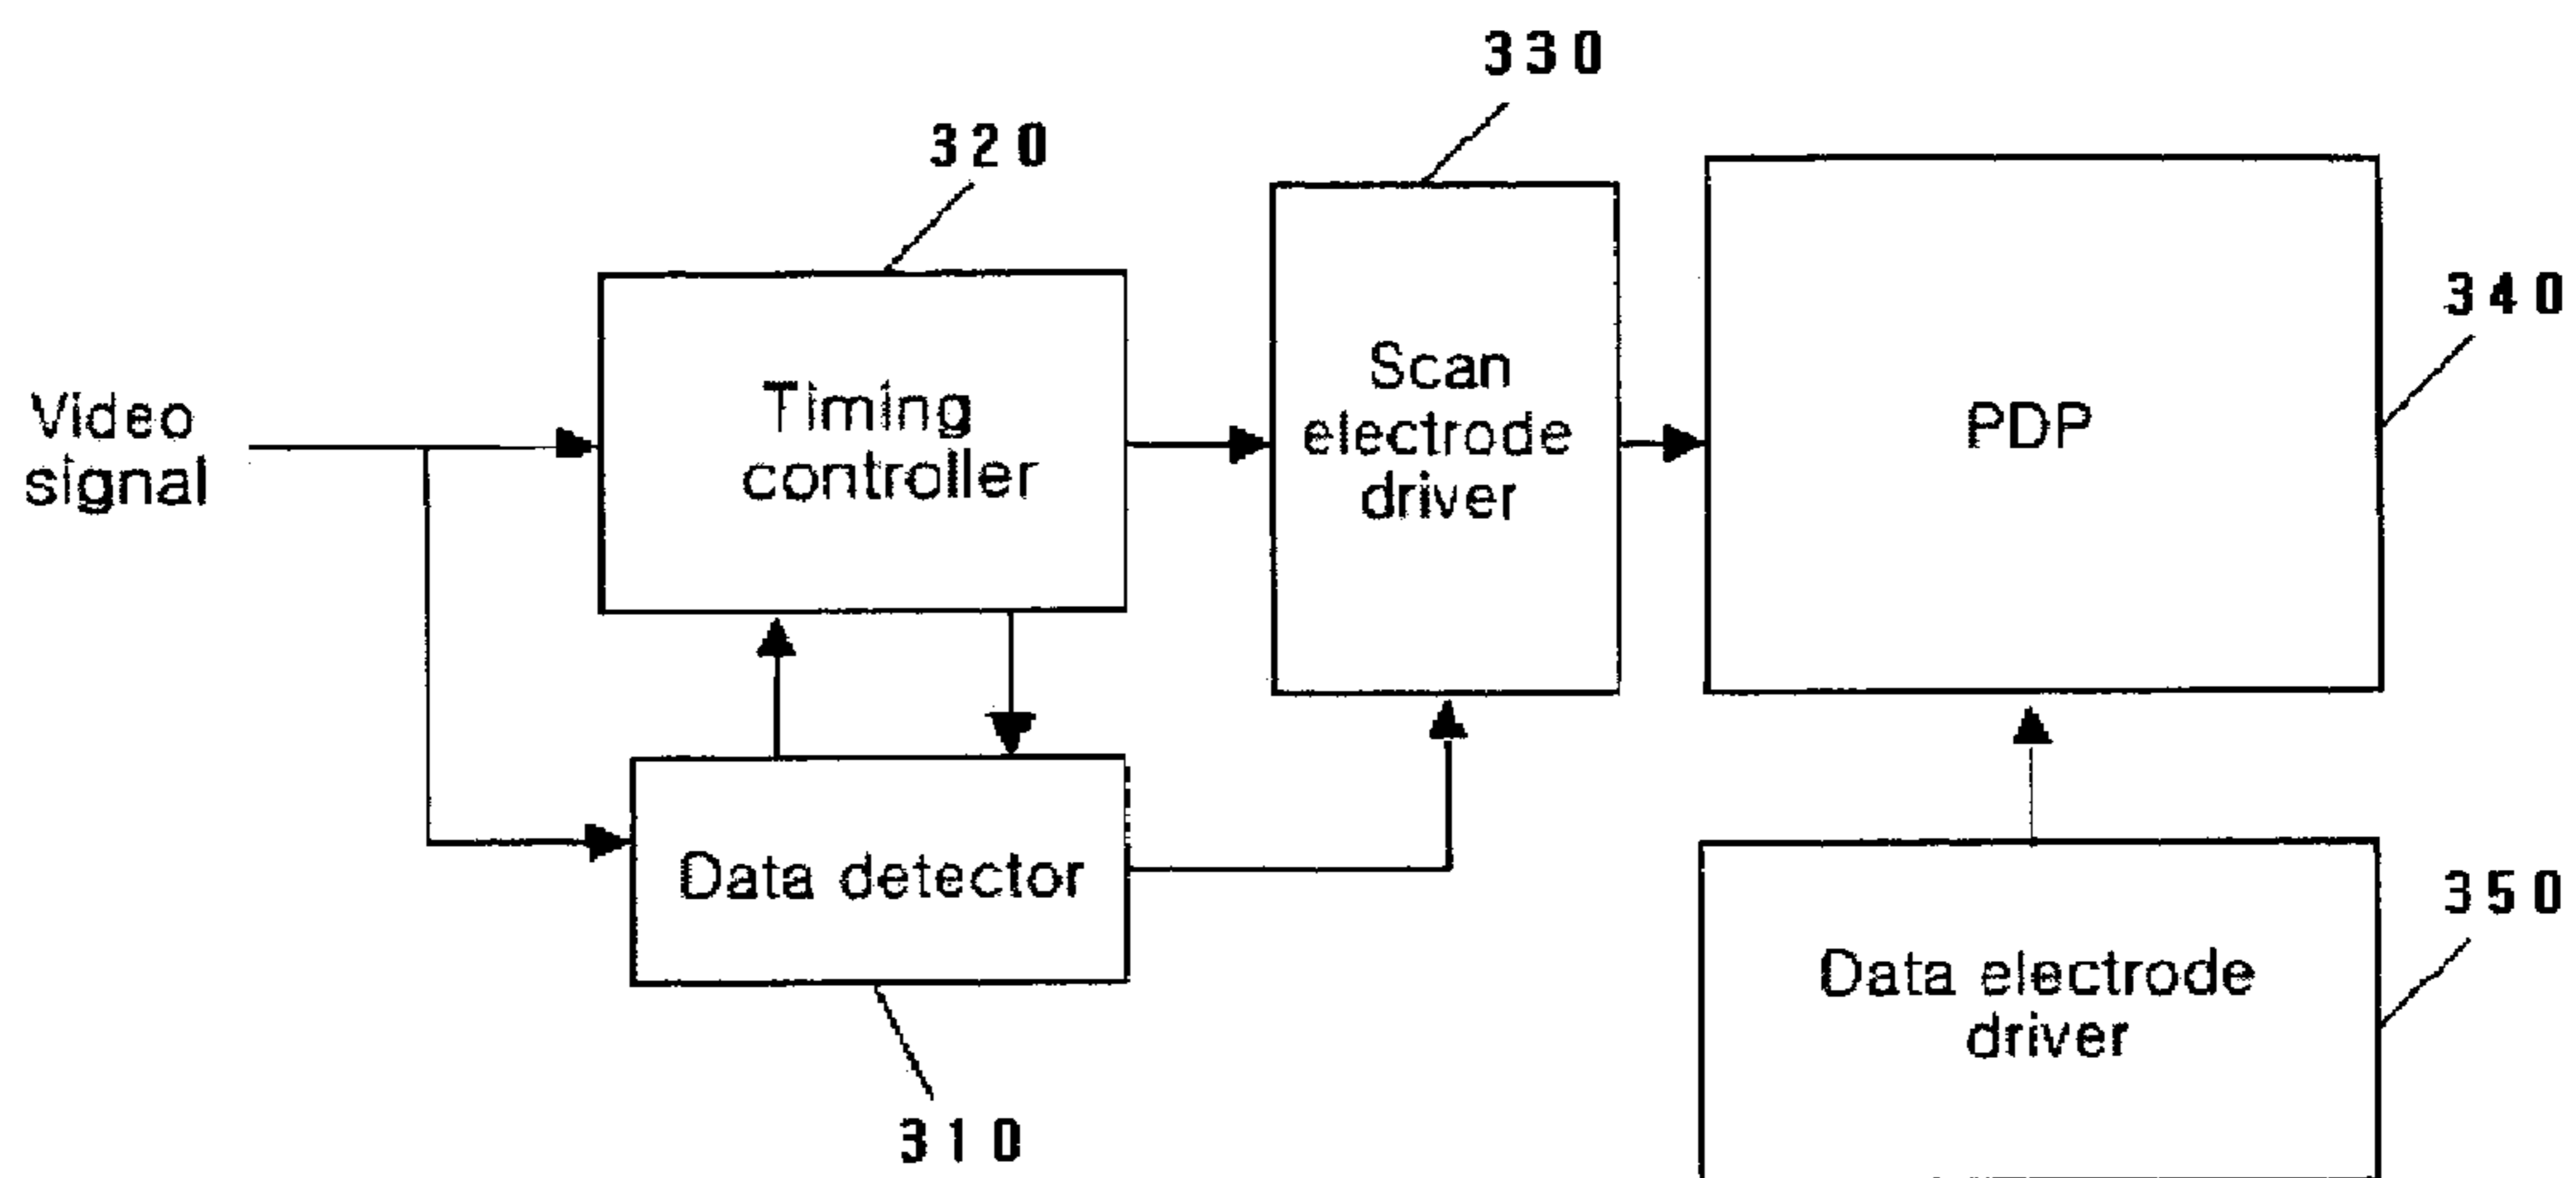 330
320
340
Video
signal
Timing
controller
Scan
electrode
driver
PDP
Data detector
350
Data electrode
driver
310